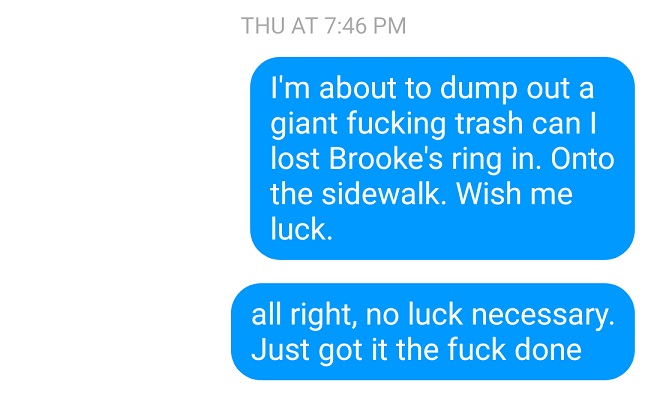 THU AT 7:46 PM
I'm about to dump out a
giant fucking trash can I
lost Brooke's ring in. Onto
the sidewalk. Wish me
luck.
all right, no luck necessary.
Just got it the fuck done